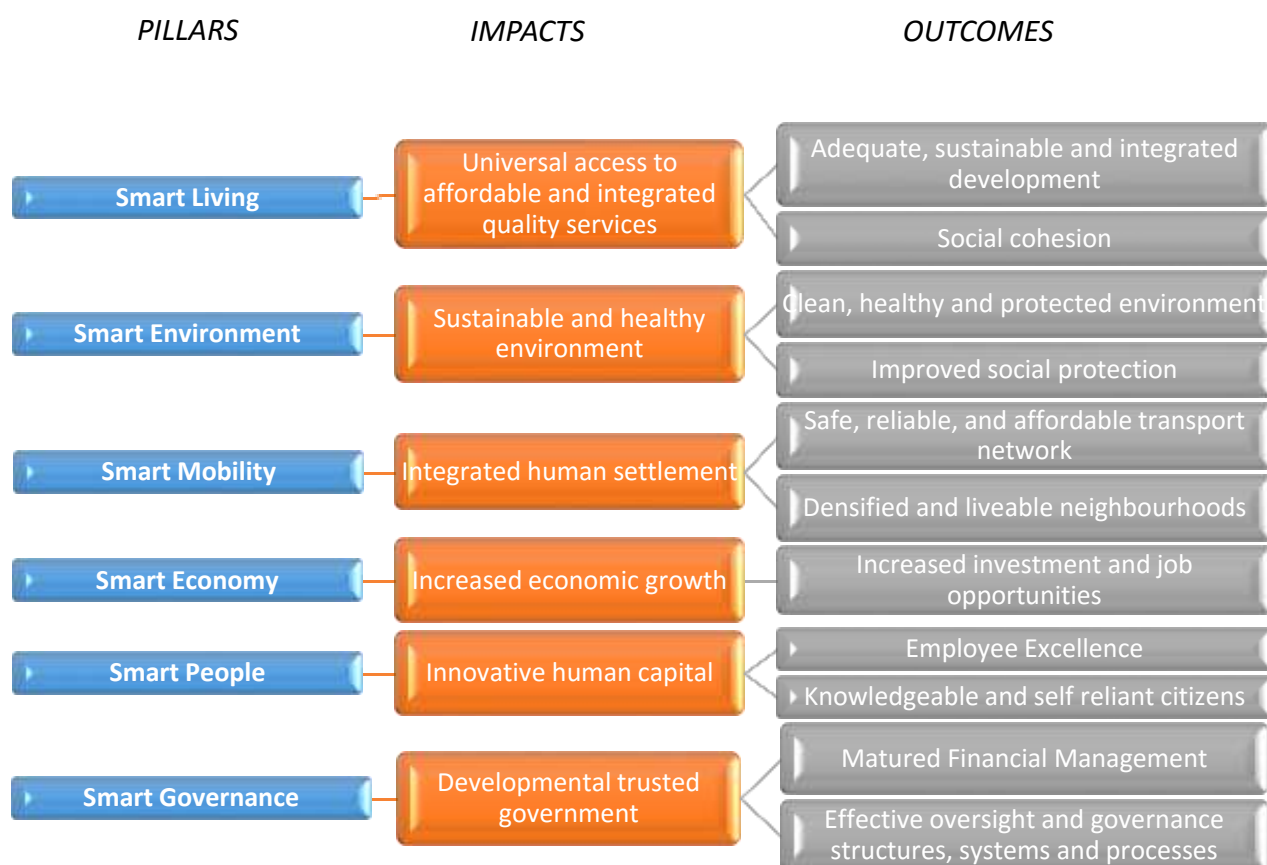 PILLARS
IMPACTS
OUTCOMES
Smart Living
Universal access to
affordable and integrated
quality services
Adequate, sustainable and integrated
development
Social cohesion
Smart Environment
Sustainable and healthy
environment
Clean, healthy and protected environment
Improved social protection
Smart Mobility
Integrated human settlement
Safe, reliable, and affordable transport
network
Densified and liveable neighbourhoods
Smart Economy
Increased economic growth
Increased investment and job
opportunities
Smart People
Innovative human capital
Employee Excellence
Knowledgeable and self reliant citizens
Smart Governance
Developmental trusted
government
Matured Financial Management
Effective oversight and governance
structures, systems and processes